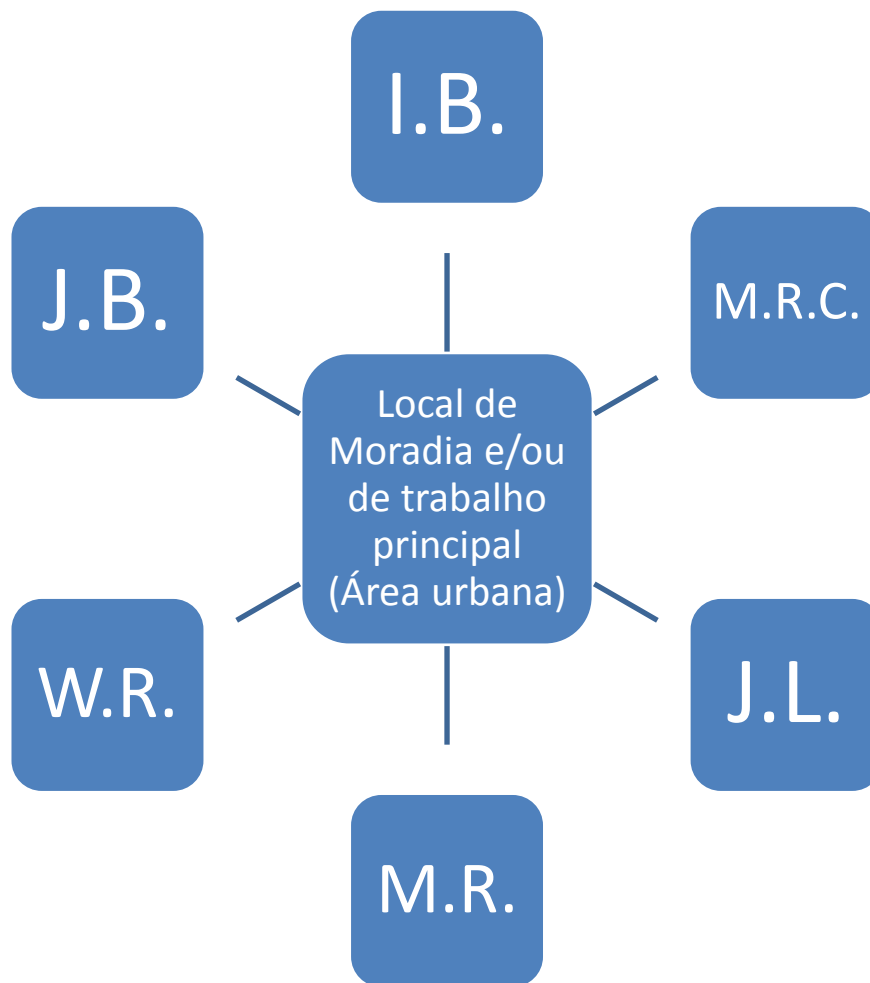 I.B.
J.B.
M.R.C.
Local de
Moradia e/ou
de trabalho
principal
(Área urbana)
W.R.
J.L.
M.R.